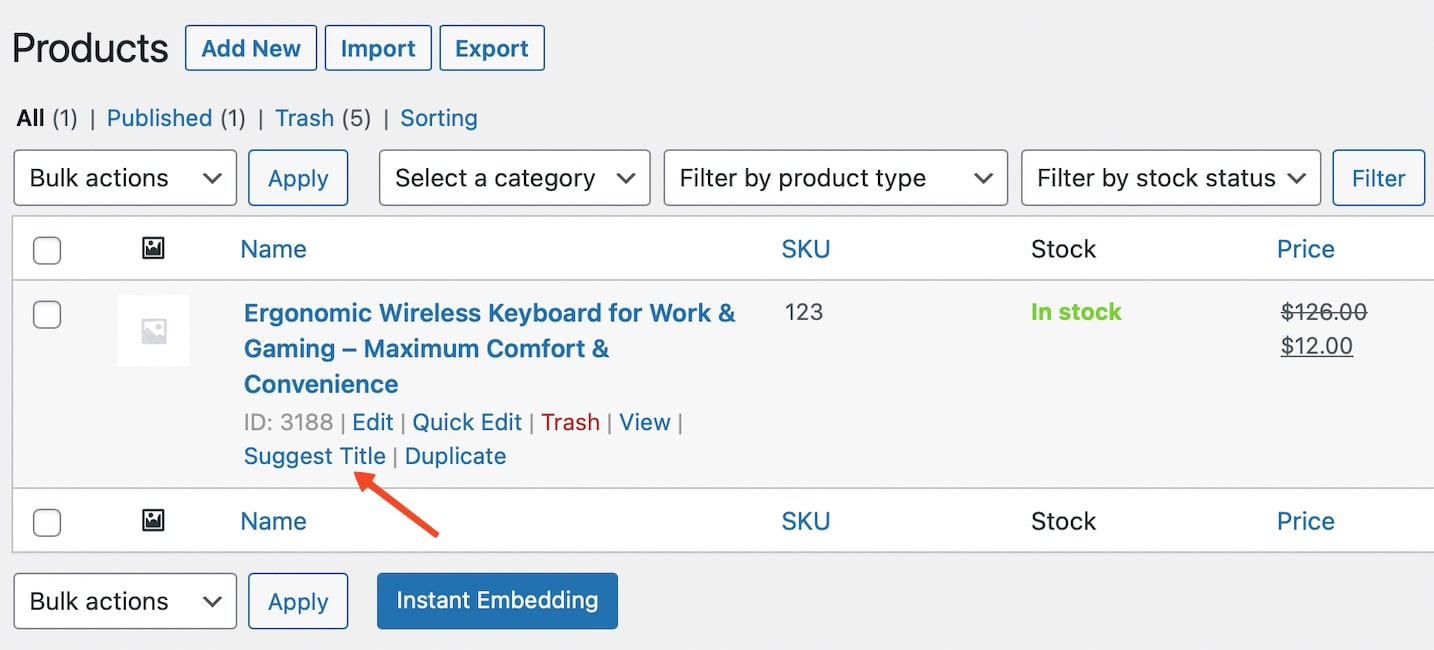 Products Add New Import Export
All (1) | Published (1) | Trash (5) | Sorting
Bulk actions Apply Select a category Filter by product type Filter by stock status Filter
Name SKU Stock Price
Ergonomic Wireless Keyboard for Work & 123 In stock $126.00
Gaming – Maximum Comfort & $12.00
Convenience
ID: 3188 | Edit | Quick Edit | Trash | View |
Suggest Title | Duplicate
Name SKU Stock Price
Bulk actions Apply Instant Embedding